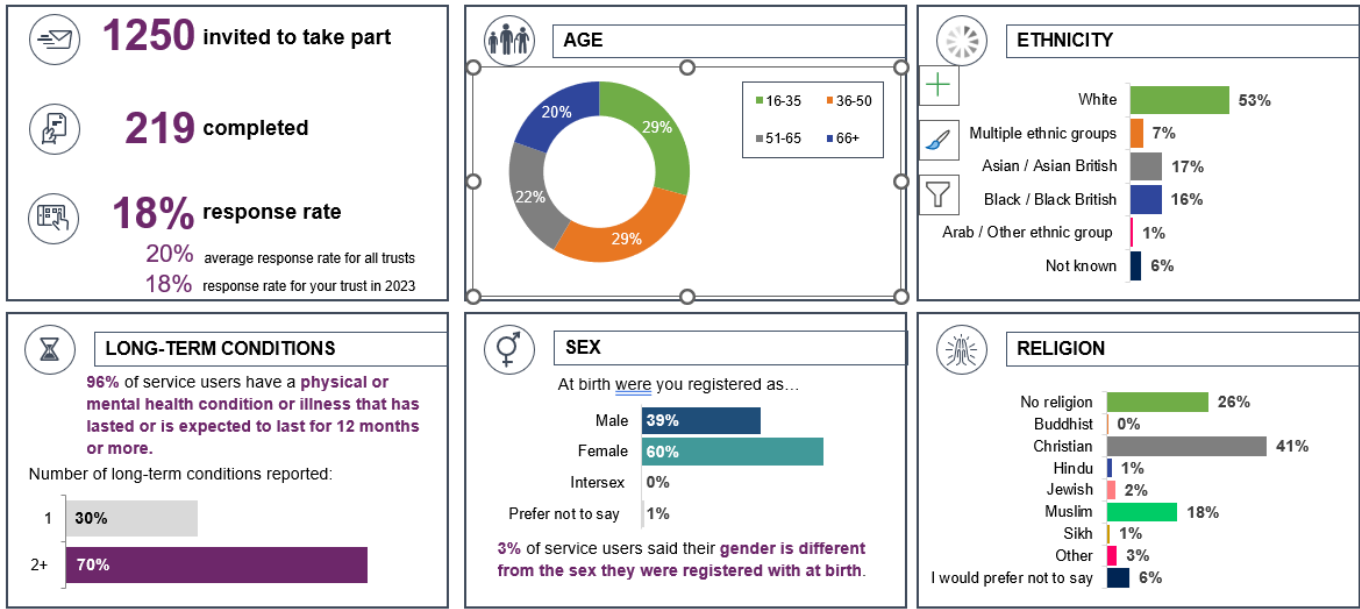 1250 invited to take part
219 completed
18% response rate
20% average response rate for all trusts
18% response rate for your trust in 2023
AGE
20%
29%
22%
29%
16-35 36-50
51-65 66+
ETHNICITY
White 53%
Multiple ethnic groups 7%
Asian / Asian British 17%
Black / Black British 16%
Arab / Other ethnic group 1%
Not known 6%
LONG-TERM CONDITIONS
96% of service users have a physical or
mental health condition or illness that has
lasted or is expected to last for 12 months
or more.
Number of long-term conditions reported:
1 30%
2+ 70%
SEX
At birth were you registered as…
Male 39%
Female 60%
Intersex 0%
Prefer not to say 1%
3% of service users said their gender is different
from the sex they were registered with at birth.
RELIGION
No religion 26%
Buddhist 0%
Christian 41%
Hindu 1%
Jewish 2%
Muslim 18%
Sikh 1%
Other 3%
I would prefer not to say 6%